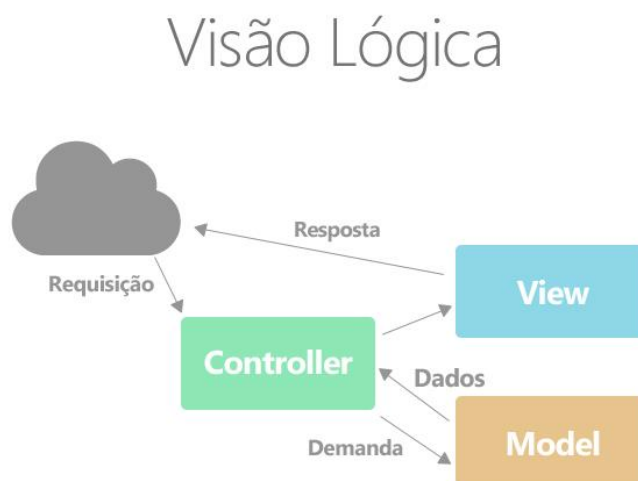 Visão Lógica
Resposta
Requisição
View
Controller
Dados
Demanda
Model